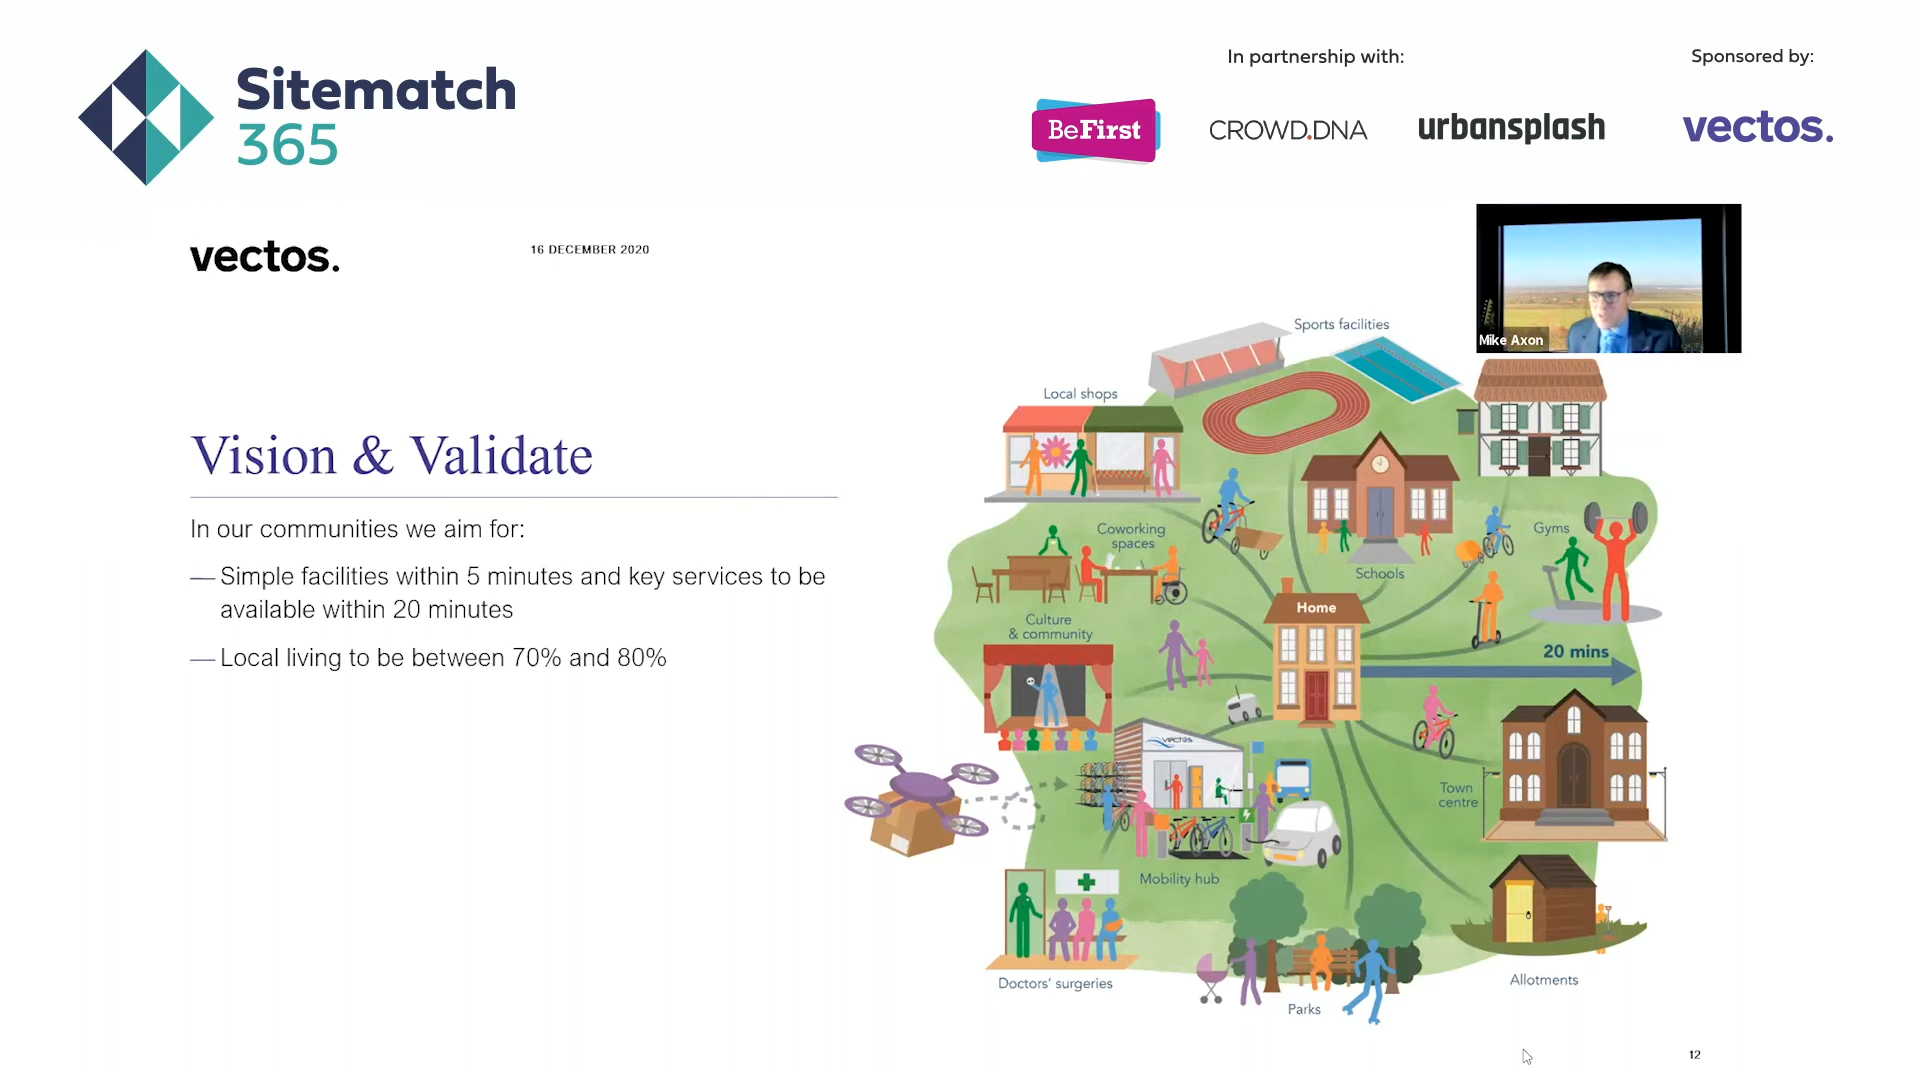 Sitematch
365
In partnership with:
Sponsored by:
BeFirst
CROWD.DNA
urbansplash
vectos.
vectos.
16 DECEMBER 2020
Mike Axon
Vision & Validate
In our communities we aim for:
— Simple facilities within 5 minutes and key services to be
available within 20 minutes
— Local living to be between 70% and 80%
Sports facilities
Local shops
Coworking
spaces
Schools
Gyms
Home
Culture
& community
20 mins
vectos
Town
centre
Mobility hub
Doctors' surgeries
Parks
Allotments
12